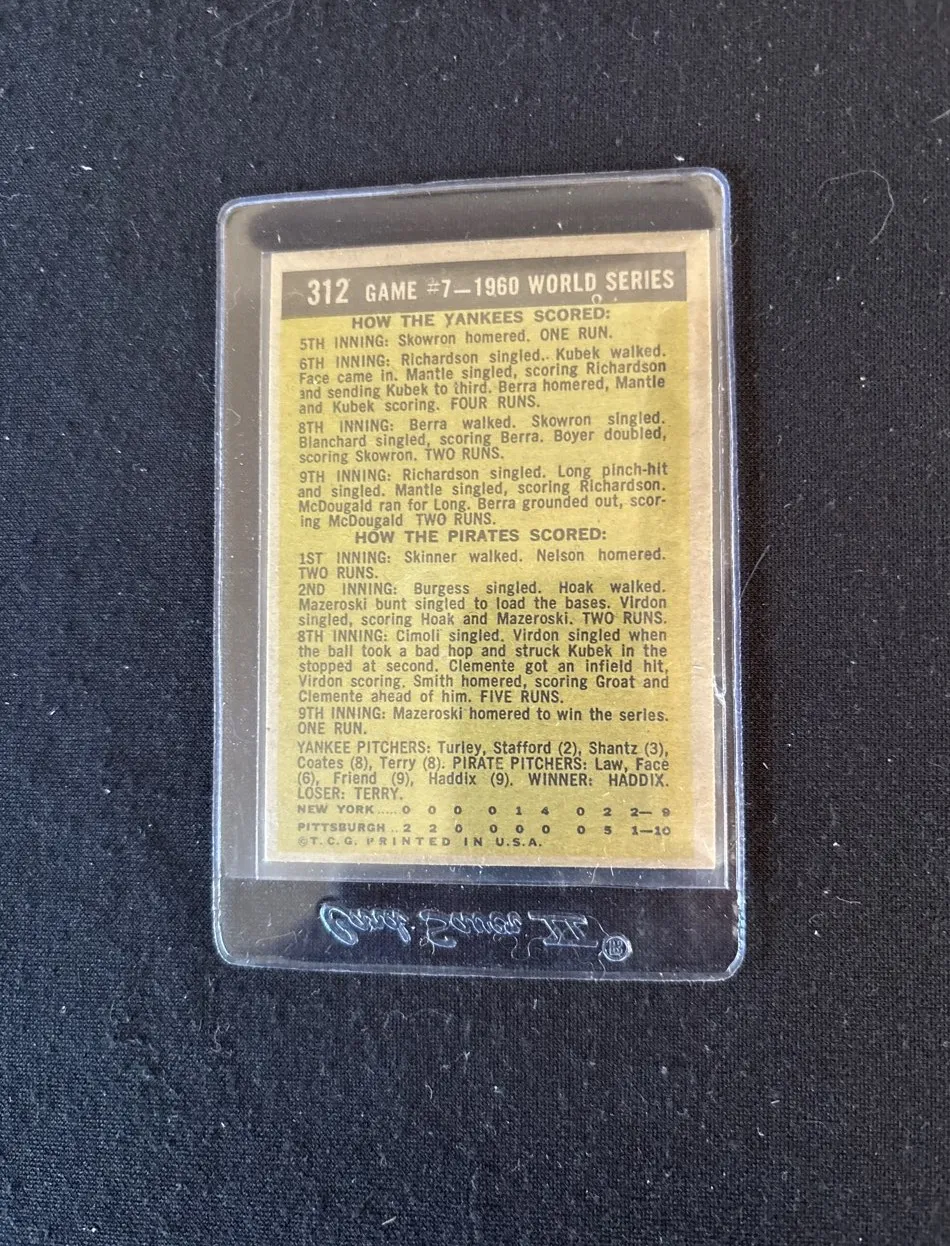 312 GAME #7—1960 WORLD SERIES
HOW THE YANKEES SCORED:
5TH INNING: Skowron homered. ONE RUN.
6TH INNING: Richardson singled. Kubek walked.
Face came in. Mantle singled, scoring Richardson
and sending Kubek to third. Berra homered, Mantle
and Kubek scoring. FOUR RUNS.
8TH INNING: Berra walked. Skowron singled.
Blanchard singled, scoring Berra. Boyer doubled,
scoring Skowron. TWO RUNS.
9TH INNING: Richardson singled. Long pinch-hit
and singled. Mantle singled, scoring Richardson.
McDougald ran for Long. Berra grounded out, scor-
ing McDougald TWO RUNS.
HOW THE PIRATES SCORED:
1ST INNING: Skinner walked. Nelson homered.
TWO RUNS.
2ND INNING: Burgess singled. Hoak walked.
Mazeroski bunt singled to load the bases. Virdon
singled, scoring Hoak and Mazeroski. TWO RUNS.
8TH INNING: Cimoli singled. Virdon singled when
the ball took a bad hop and struck Kubek in the
stopped at second. Clemente got an infield hit,
Virdon scoring. Smith homered, scoring Groat and
Clemente ahead of him. FIVE RUNS.
9TH INNING: Mazeroski homered to win the series.
ONE RUN.
YANKEE PITCHERS: Turley, Stafford (2), Shantz (3),
Coates (8), Terry (8). PIRATE PITCHERS: Law, Face
(6), Friend (9), Haddix (9). WINNER: HADDIX.
LOSER: TERRY.
NEW YORK..... 0 0 0 0 1 4 0 2 2— 9
PITTSBURGH .. 2 2 0 0 0 0 0 5 1—10
©T.C.G. PRINTED IN U.S.A.
Card Saver II®